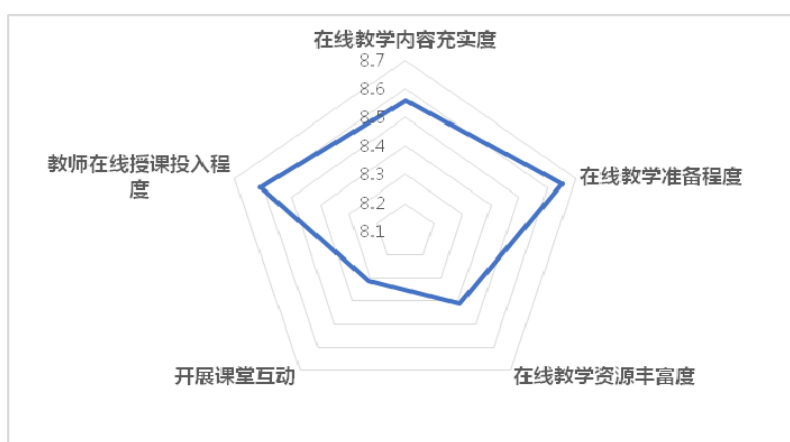 在线教学内容充实度
8.7
8.6
8.5
8.4
8.3
8.2
8.1
教师在线授课投入程
度
在线教学准备程度
开展课堂互动
在线教学资源丰富度